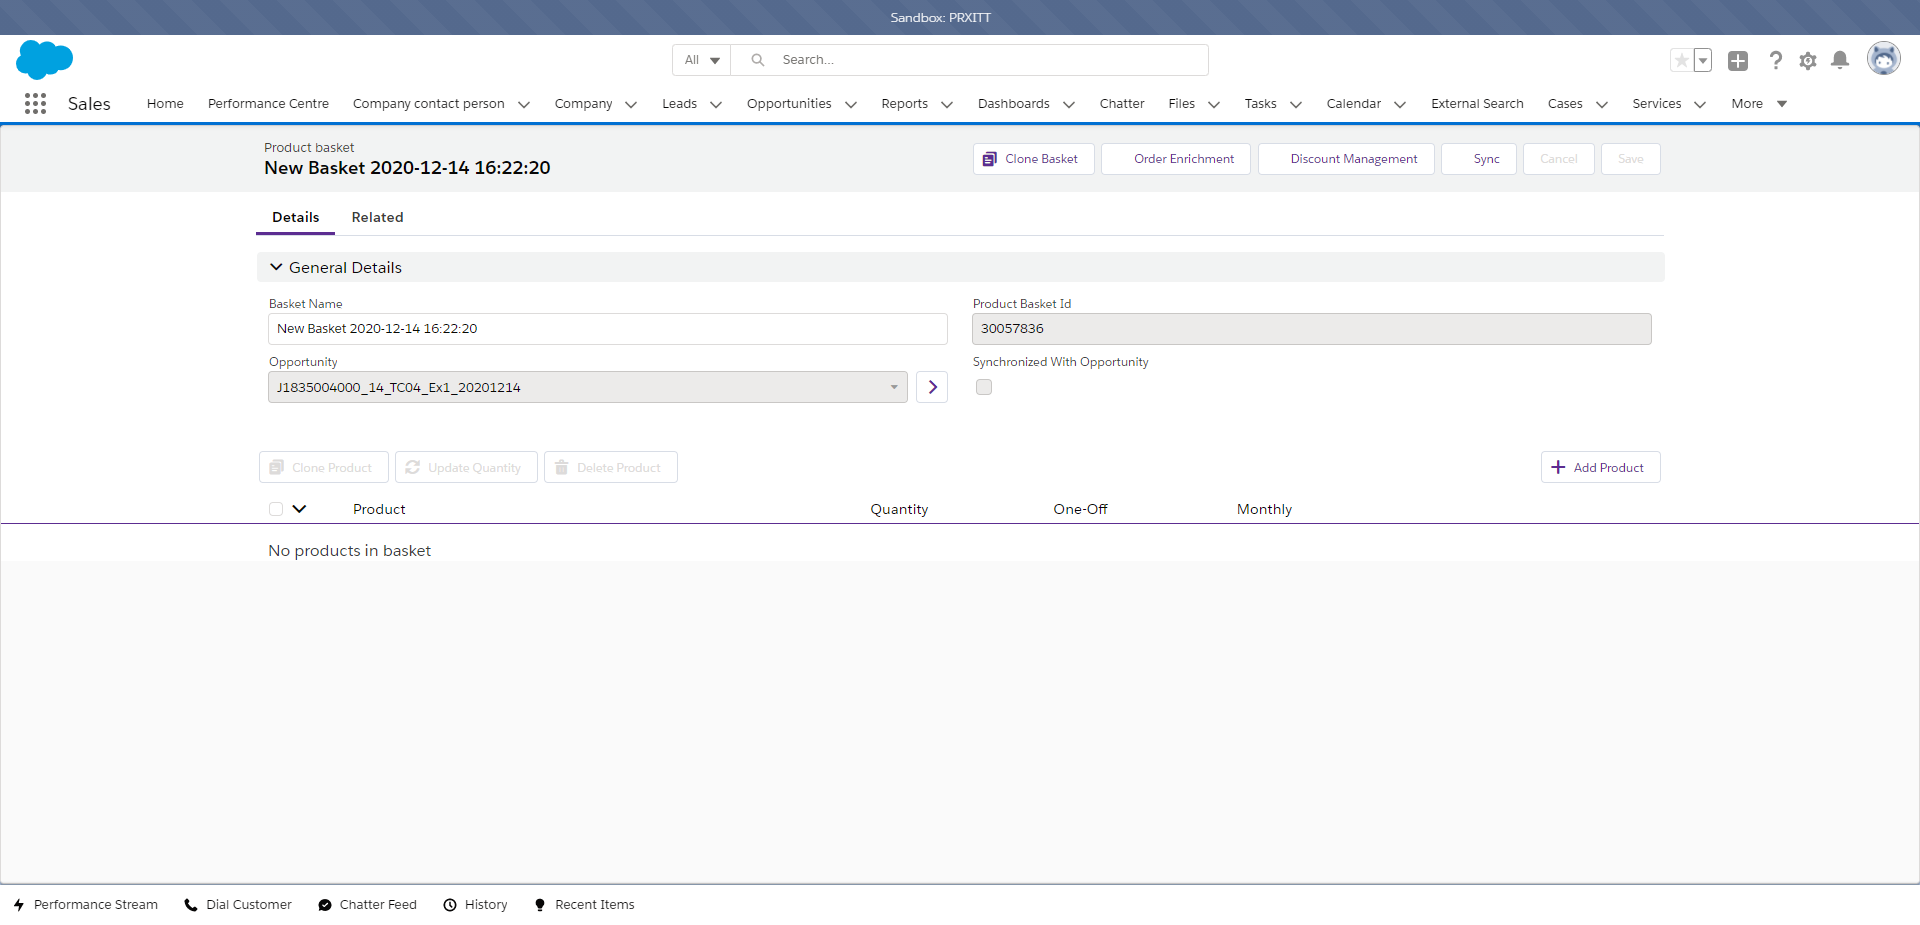 Sandbox: PRXITT
All
Search...
Sales
Home
Performance Centre
Company contact person
Company
Leads
Opportunities
Reports
Dashboards
Chatter
Files
Tasks
Calendar
External Search
Cases
Services
More
Product basket
New Basket 2020-12-14 16:22:20
Clone Basket
Order Enrichment
Discount Management
Sync
Cancel
Save
Details
Related
General Details
Basket Name
New Basket 2020-12-14 16:22:20
Product Basket Id
30057836
Opportunity
J1835004000_14_TC04_Ex1_20201214
Synchronized With Opportunity
Clone Product
Update Quantity
Delete Product
Add Product
Product
Quantity
One-Off
Monthly
No products in basket
Performance Stream
Dial Customer
Chatter Feed
History
Recent Items